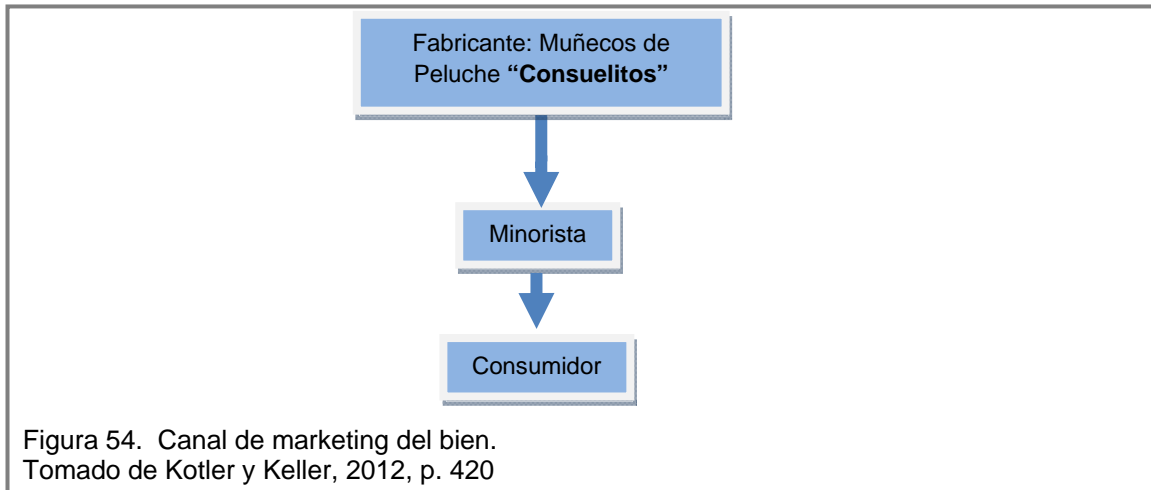 Fabricante: Muñecos de
Peluche “Consuelitos”
Minorista
Consumidor
Figura 54. Canal de marketing del bien.
Tomado de Kotler y Keller, 2012, p. 420